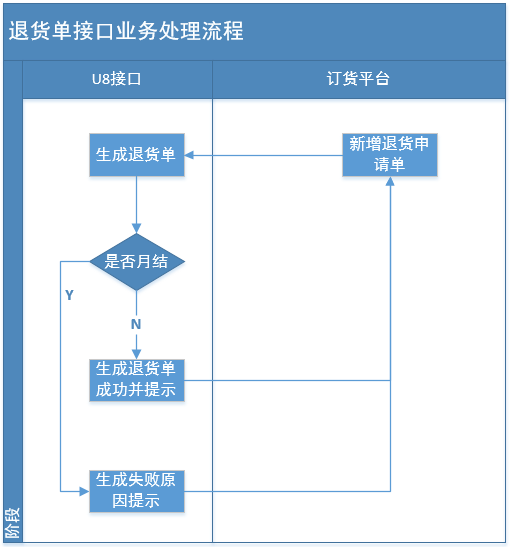 退货单接口业务处理流程
U8接口
订货平台
生成退货单
新增退货申
请单
是否月结
Y
N
生成退货单
成功并提示
生成失败原
因提示
阶段